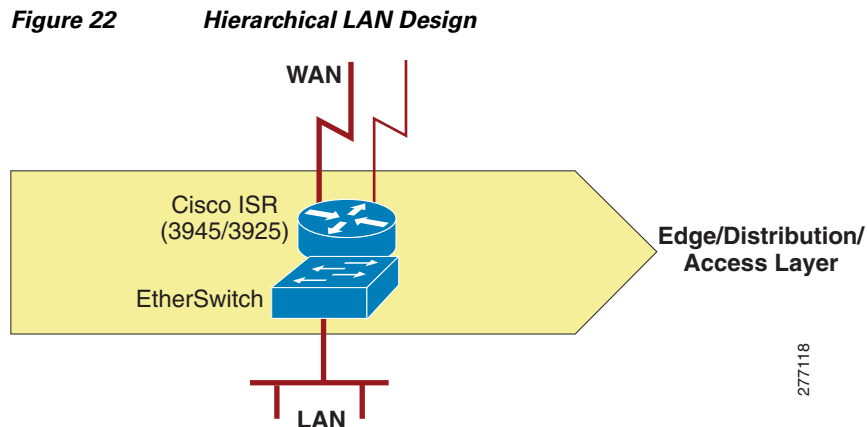 Figure 22 Hierarchical LAN Design
WAN
Cisco ISR
(3945/3925)
Edge/Distribution/
Access Layer
EtherSwitch
277118
LAN